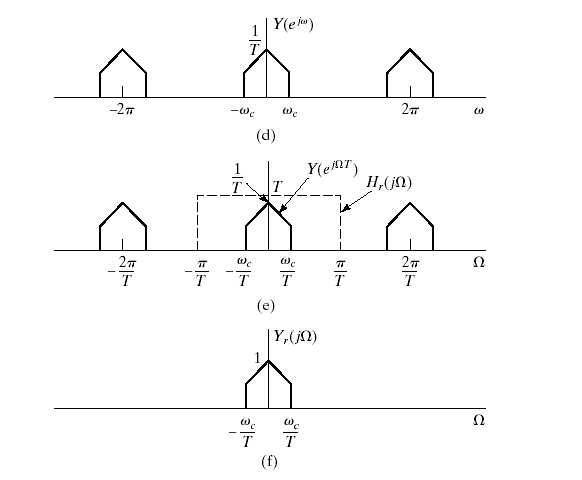 Y(e^{jω})
1/T
−2π −ω_c ω_c 2π ω
(d)
1/T T Y(e^{jΩT}) H_r(jΩ)
−2π/T −π/T −ω_c/T ω_c/T π/T 2π/T Ω
(e)
Y_r(jΩ)
1
−ω_c/T ω_c/T Ω
(f)